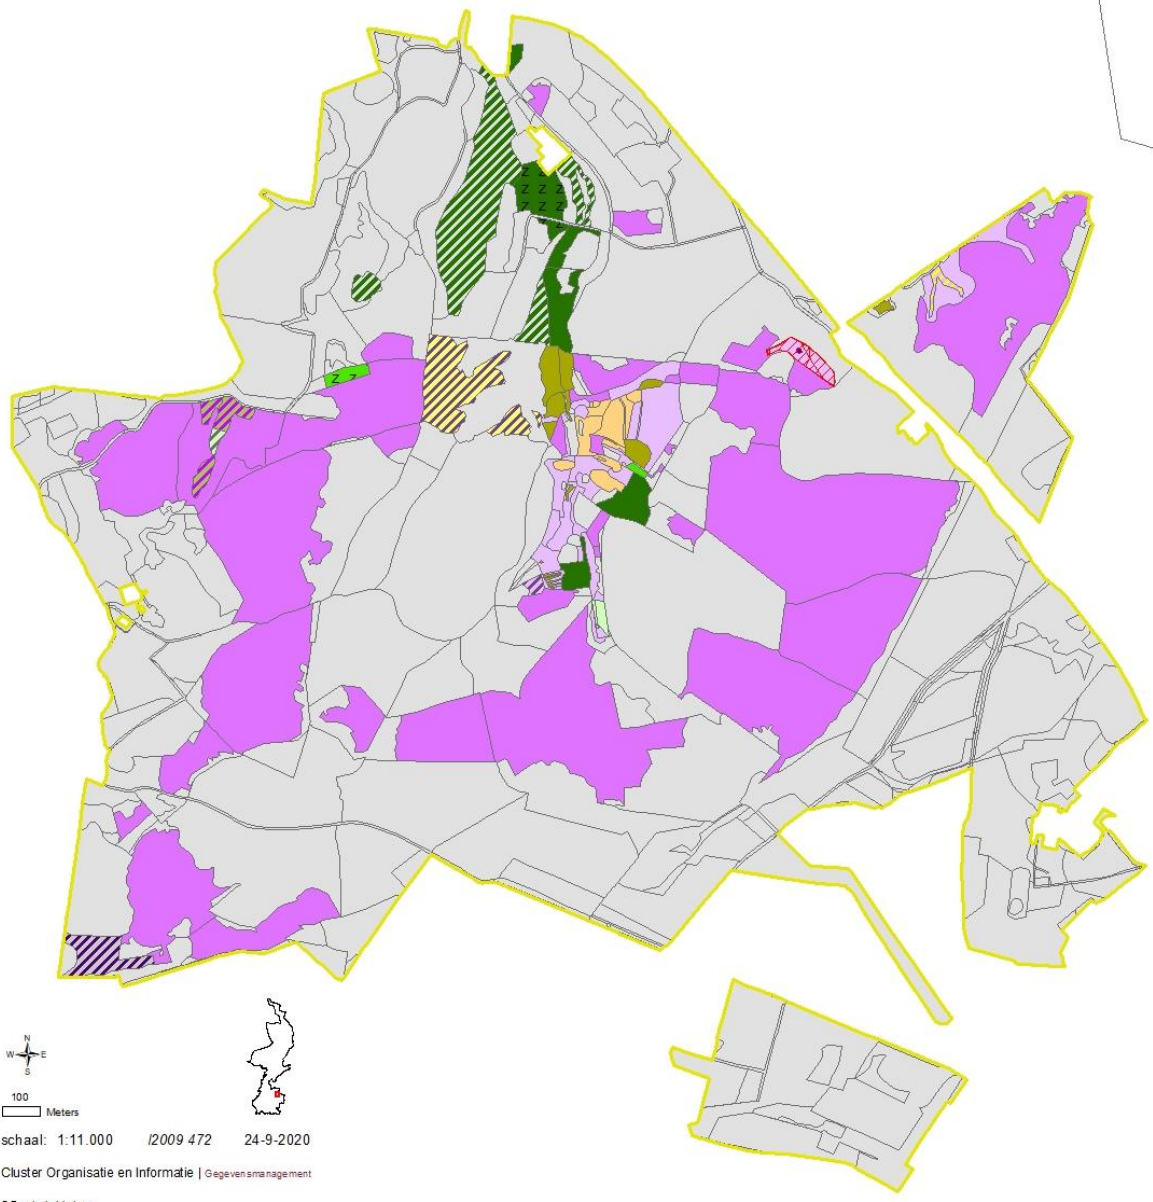 Z Z
Z Z Z
Z Z Z
Z
Z Z
N
W E
S
100
Meters
schaal: 1:11.000 I2009 472 24-9-2020
Cluster Organisatie en Informatie | Gegevensmanagement